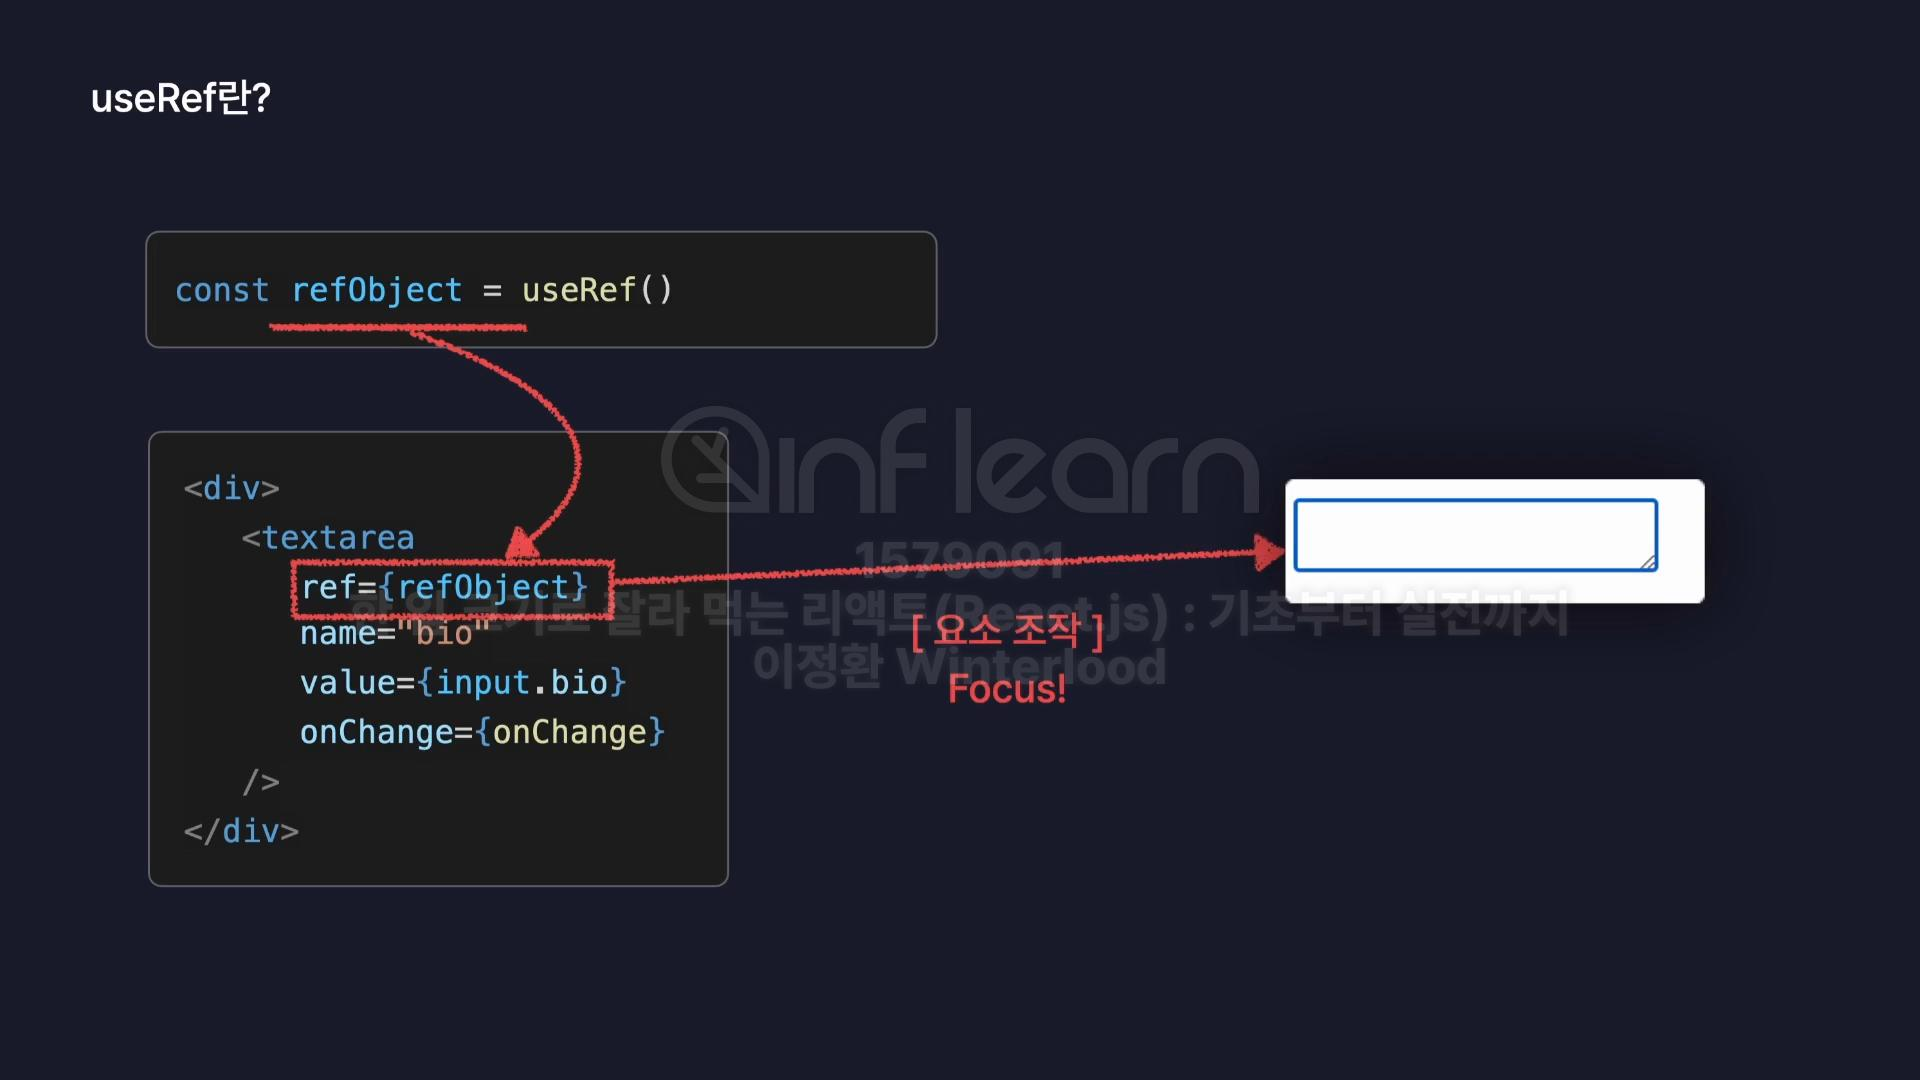 useRef란?
const refObject = useRef()
<div>
<textarea
ref={refObject}
name="bio"
value={input.bio}
onChange={onChange}
/>
</div>
inflearn
1579091
한 입 크기로 잘라 먹는 리액트(React.js) : 기초부터 실전까지
이정환 Winterlood
[ 요소 조작 ]
Focus!